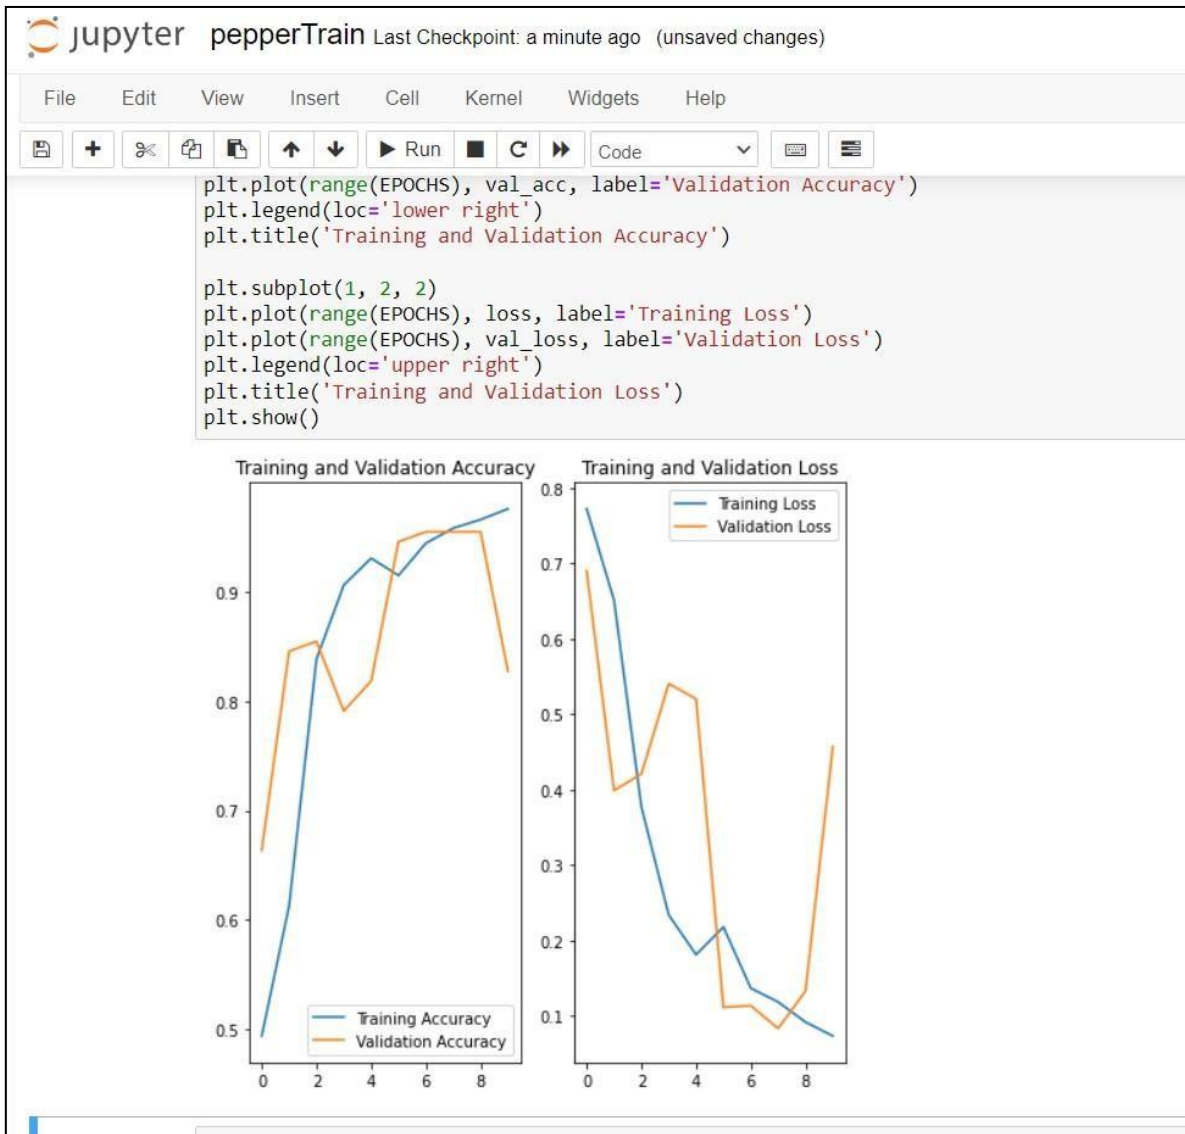 jupyter pepperTrain Last Checkpoint: a minute ago (unsaved changes)
File Edit View Insert Cell Kernel Widgets Help
Run Code
plt.plot(range(EPOCHS), val_acc, label='Validation Accuracy')
plt.legend(loc='lower right')
plt.title('Training and Validation Accuracy')
plt.subplot(1, 2, 2)
plt.plot(range(EPOCHS), loss, label='Training Loss')
plt.plot(range(EPOCHS), val_loss, label='Validation Loss')
plt.legend(loc='upper right')
plt.title('Training and Validation Loss')
plt.show()
Training and Validation Accuracy
0.9
0.8
0.7
0.6
0.5
Training Accuracy
Validation Accuracy
0 2 4 6 8
Training and Validation Loss
0.8
Training Loss
Validation Loss
0.7
0.6
0.5
0.4
0.3
0.2
0.1
0 2 4 6 8